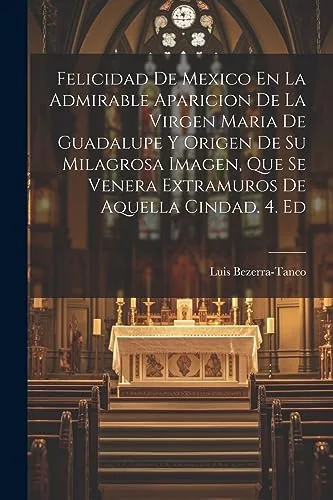 Felicidad De Mexico En La
Admirable Aparicion De La
Virgen Maria De
Guadalupe Y Origen De Su
Milagrosa Imagen, Que Se
Venera Extramuros De
Aquella Cindad. 4. Ed
Luis Bezerra-Tanco